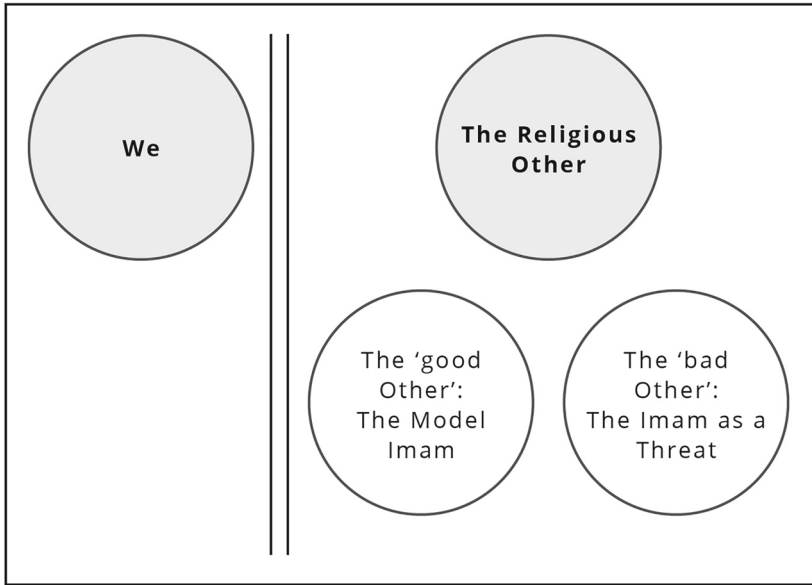 We
The Religious
Other
The ‘good
Other’:
The Model
Imam
The ‘bad
Other’:
The Imam as a
Threat